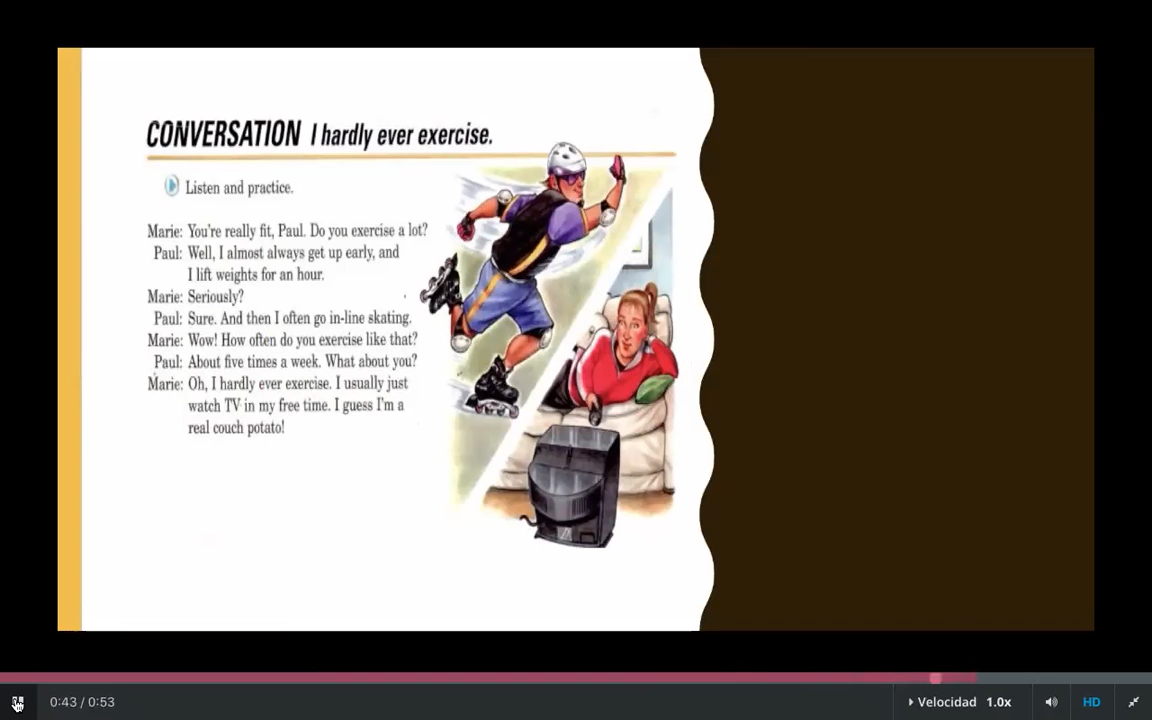 CONVERSATION I hardly ever exercise.
Listen and practice.
Marie: You're really fit, Paul. Do you exercise a lot?
Paul: Well, I almost always get up early, and
I lift weights for an hour.
Marie: Seriously?
Paul: Sure. And then I often go in-line skating.
Marie: Wow! How often do you exercise like that?
Paul: About five times a week. What about you?
Marie: Oh, I hardly ever exercise. I usually just
watch TV in my free time. I guess I'm a
real couch potato!
0:43 / 0:53
Velocidad 1.0x
HD